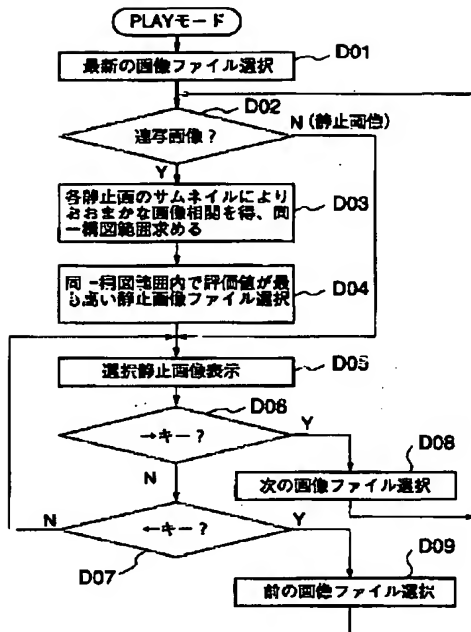 PLAYモード
D01
最新の画像ファイル選択
D02
連写画像?
N (静止画像)
Y
D03
各静止画のサムネイルにより
おおまかな画像相関を得、同
一構図範囲求める
D04
同一構図範囲内で評価値が最
も高い静止画像ファイル選択
D05
選択静止画像表示
D06
→キー?
Y
D08
N
次の画像ファイル選択
N
←キー?
Y
D07
D09
前の画像ファイル選択